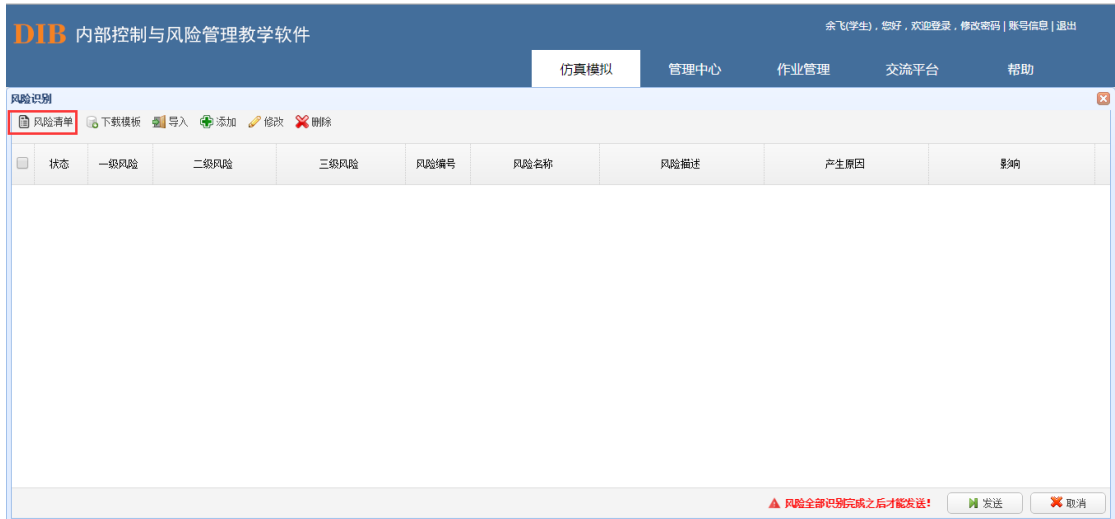 DIB 内部控制与风险管理教学软件
余飞(学生)，您好，欢迎登录，修改密码 | 账号信息 | 退出
仿真模拟 管理中心 作业管理 交流平台 帮助
风险识别
风险清单 下载模板 导入 添加 修改 删除
状态 一级风险 二级风险 三级风险 风险编号 风险名称 风险描述 产生原因 影响
风险全部识别完成之后才能发送! 发送 取消